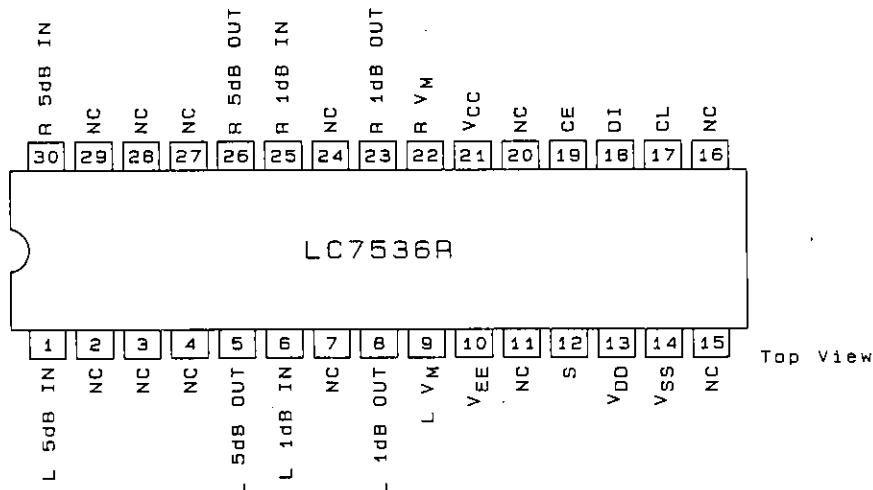 R 5dB IN
NC
NC
NC
R 5dB OUT
R 1dB IN
NC
R 1dB OUT
R VM
VCC
NC
CE
DI
CL
NC
30 29 28 27 26 25 24 23 22 21 20 19 18 17 16
LC7536R
1 2 3 4 5 6 7 8 9 10 11 12 13 14 15
Top View
L 5dB IN
NC
NC
NC
L 5dB OUT
L 1dB IN
NC
L 1dB OUT
L VM
VEE
NC
S
VDD
VSS
NC